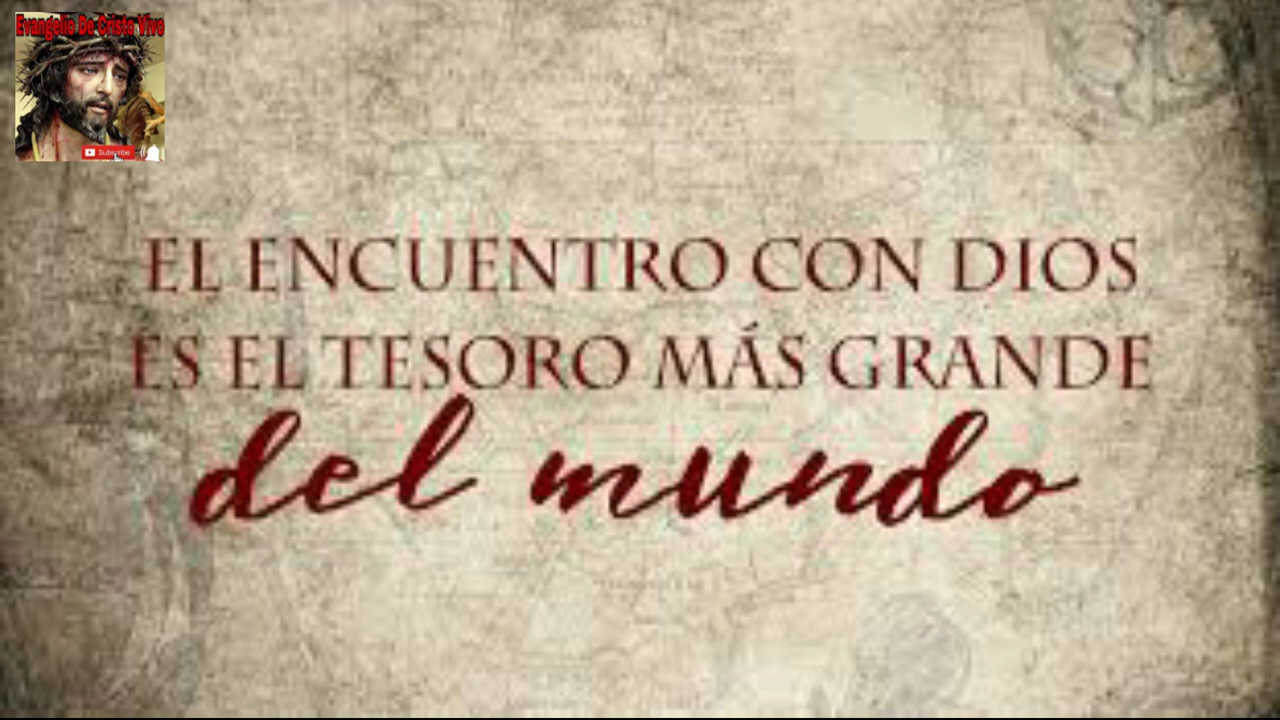 Evangelio De Cristo Vivo
Subscribe
EL ENCUENTRO CON DIOS
ES EL TESORO MÁS GRANDE
del mundo